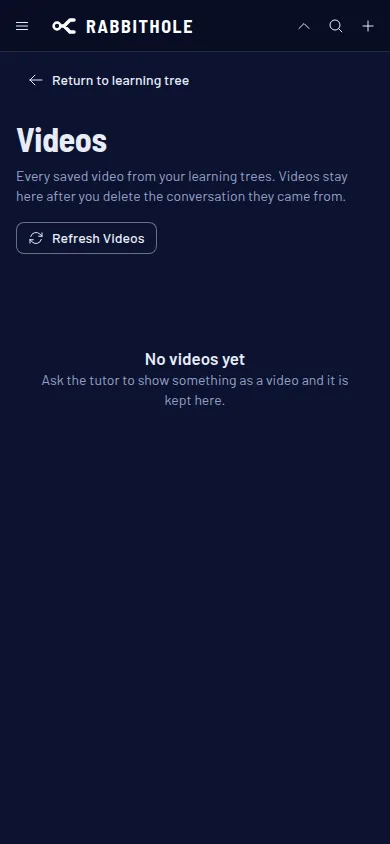 RABBITHOLE
Return to learning tree
Videos
Every saved video from your learning trees. Videos stay
here after you delete the conversation they came from.
Refresh Videos
No videos yet
Ask the tutor to show something as a video and it is
kept here.